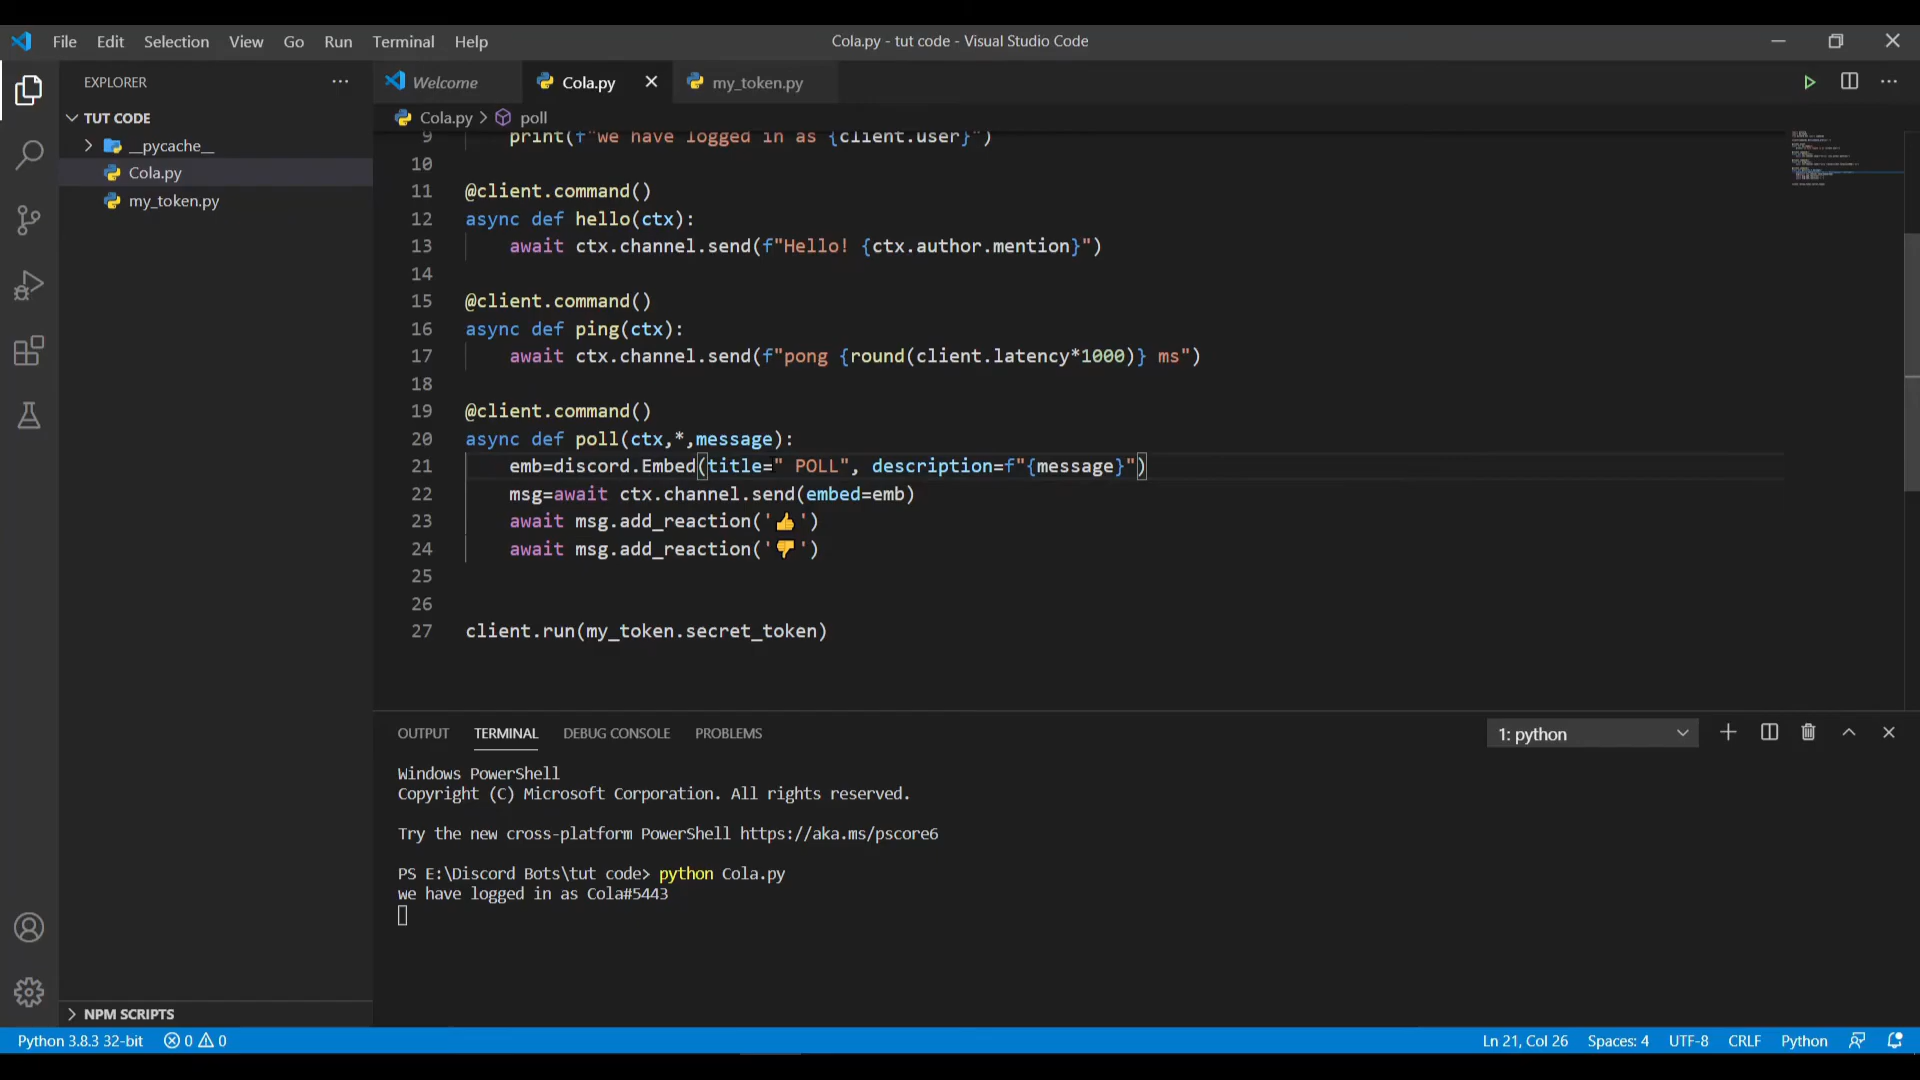 File Edit Selection View Go Run Terminal Help Cola.py - tut code - Visual Studio Code
EXPLORER Welcome Cola.py my_token.py
TUT CODE
Cola.py > poll
__pycache__
Cola.py
my_token.py
9 print(f"we have logged in as {client.user}")
10
11 @client.command()
12 async def hello(ctx):
13 await ctx.channel.send(f"Hello! {ctx.author.mention}")
14
15 @client.command()
16 async def ping(ctx):
17 await ctx.channel.send(f"pong {round(client.latency*1000)} ms")
18
19 @client.command()
20 async def poll(ctx,*,message):
21 emb=discord.Embed(title=" POLL", description=f"{message}")
22 msg=await ctx.channel.send(embed=emb)
23 await msg.add_reaction('👍')
24 await msg.add_reaction('👎')
25
26
27 client.run(my_token.secret_token)
OUTPUT TERMINAL DEBUG CONSOLE PROBLEMS 1: python
Windows PowerShell
Copyright (C) Microsoft Corporation. All rights reserved.
Try the new cross-platform PowerShell https://aka.ms/pscore6
PS E:\Discord Bots\tut code> python Cola.py
we have logged in as Cola#5443
NPM SCRIPTS
Python 3.8.3 32-bit 0 0 Ln 21, Col 26 Spaces: 4 UTF-8 CRLF Python